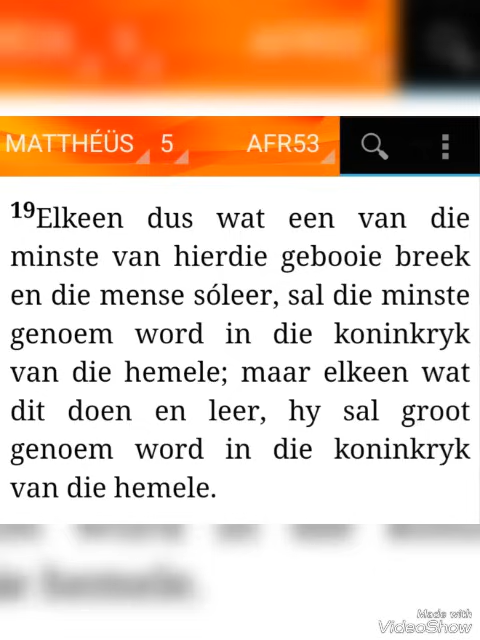 MATTHÉÜS 5 AFR53
19Elkeen dus wat een van die
minste van hierdie gebooie breek
en die mense sóleer, sal die minste
genoem word in die koninkryk
van die hemele; maar elkeen wat
dit doen en leer, hy sal groot
genoem word in die koninkryk
van die hemele.
Made with
VideoShow